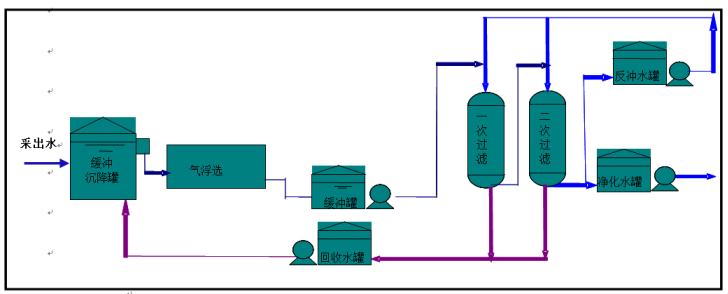 采出水
缓冲
沉降罐
气浮选
缓冲罐
回收水罐
一次过滤
二次过滤
反冲水罐
净化水罐